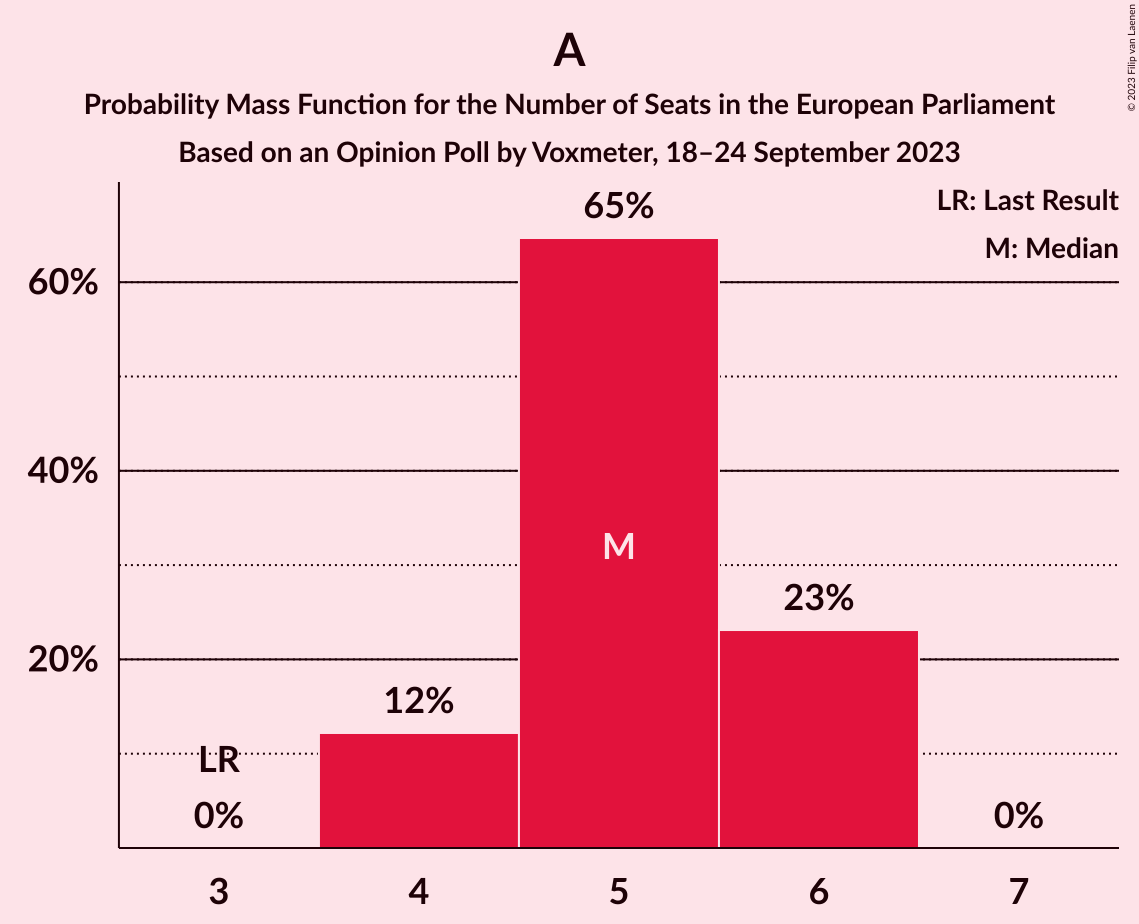 A
Probability Mass Function for the Number of Seats in the European Parliament
Based on an Opinion Poll by Voxmeter, 18–24 September 2023
© 2023 Filip van Laenen
LR: Last Result
M: Median
65%
60%
40%
M
23%
20%
12%
LR
0%
0%
3 4 5 6 7